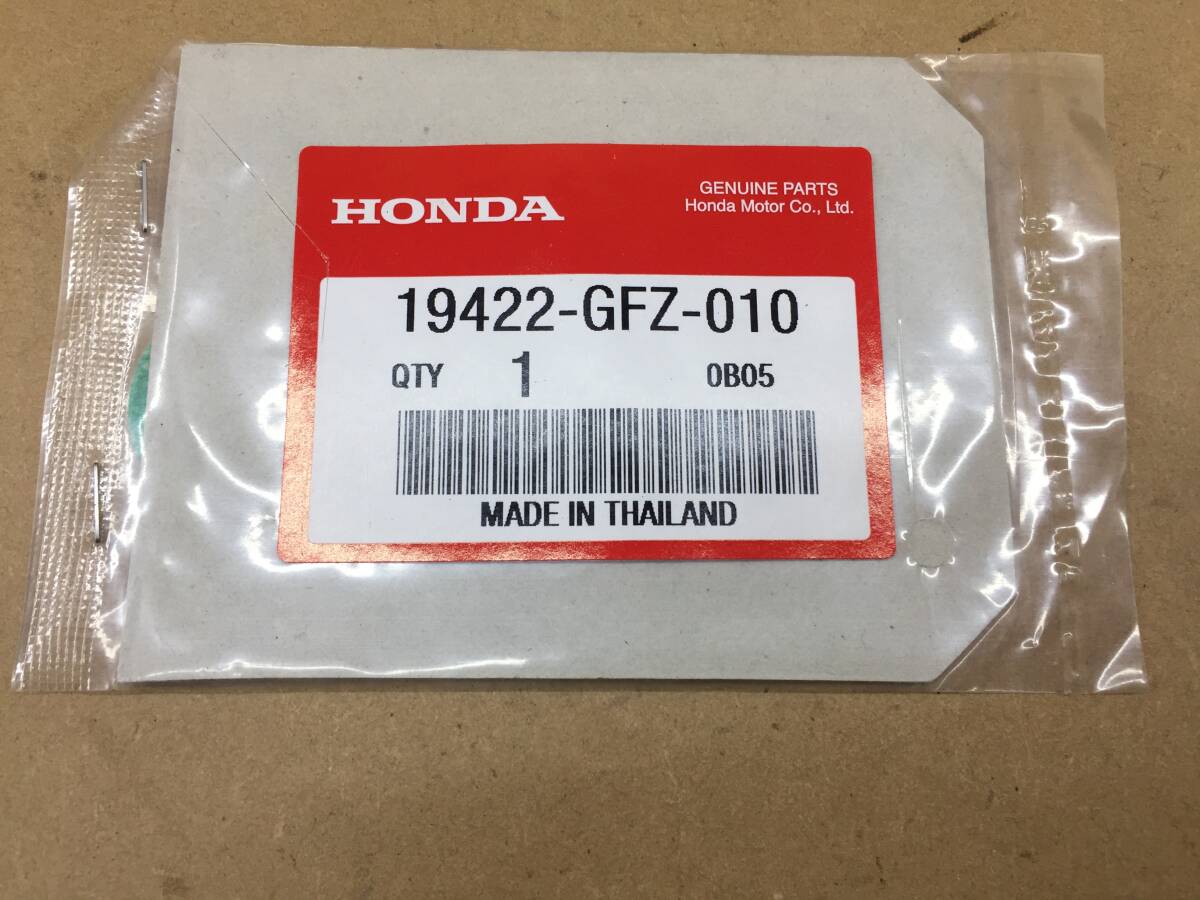 HONDA
GENUINE PARTS
Honda Motor Co., Ltd.
19422-GFZ-010
QTY 1 0B05
MADE IN THAILAND